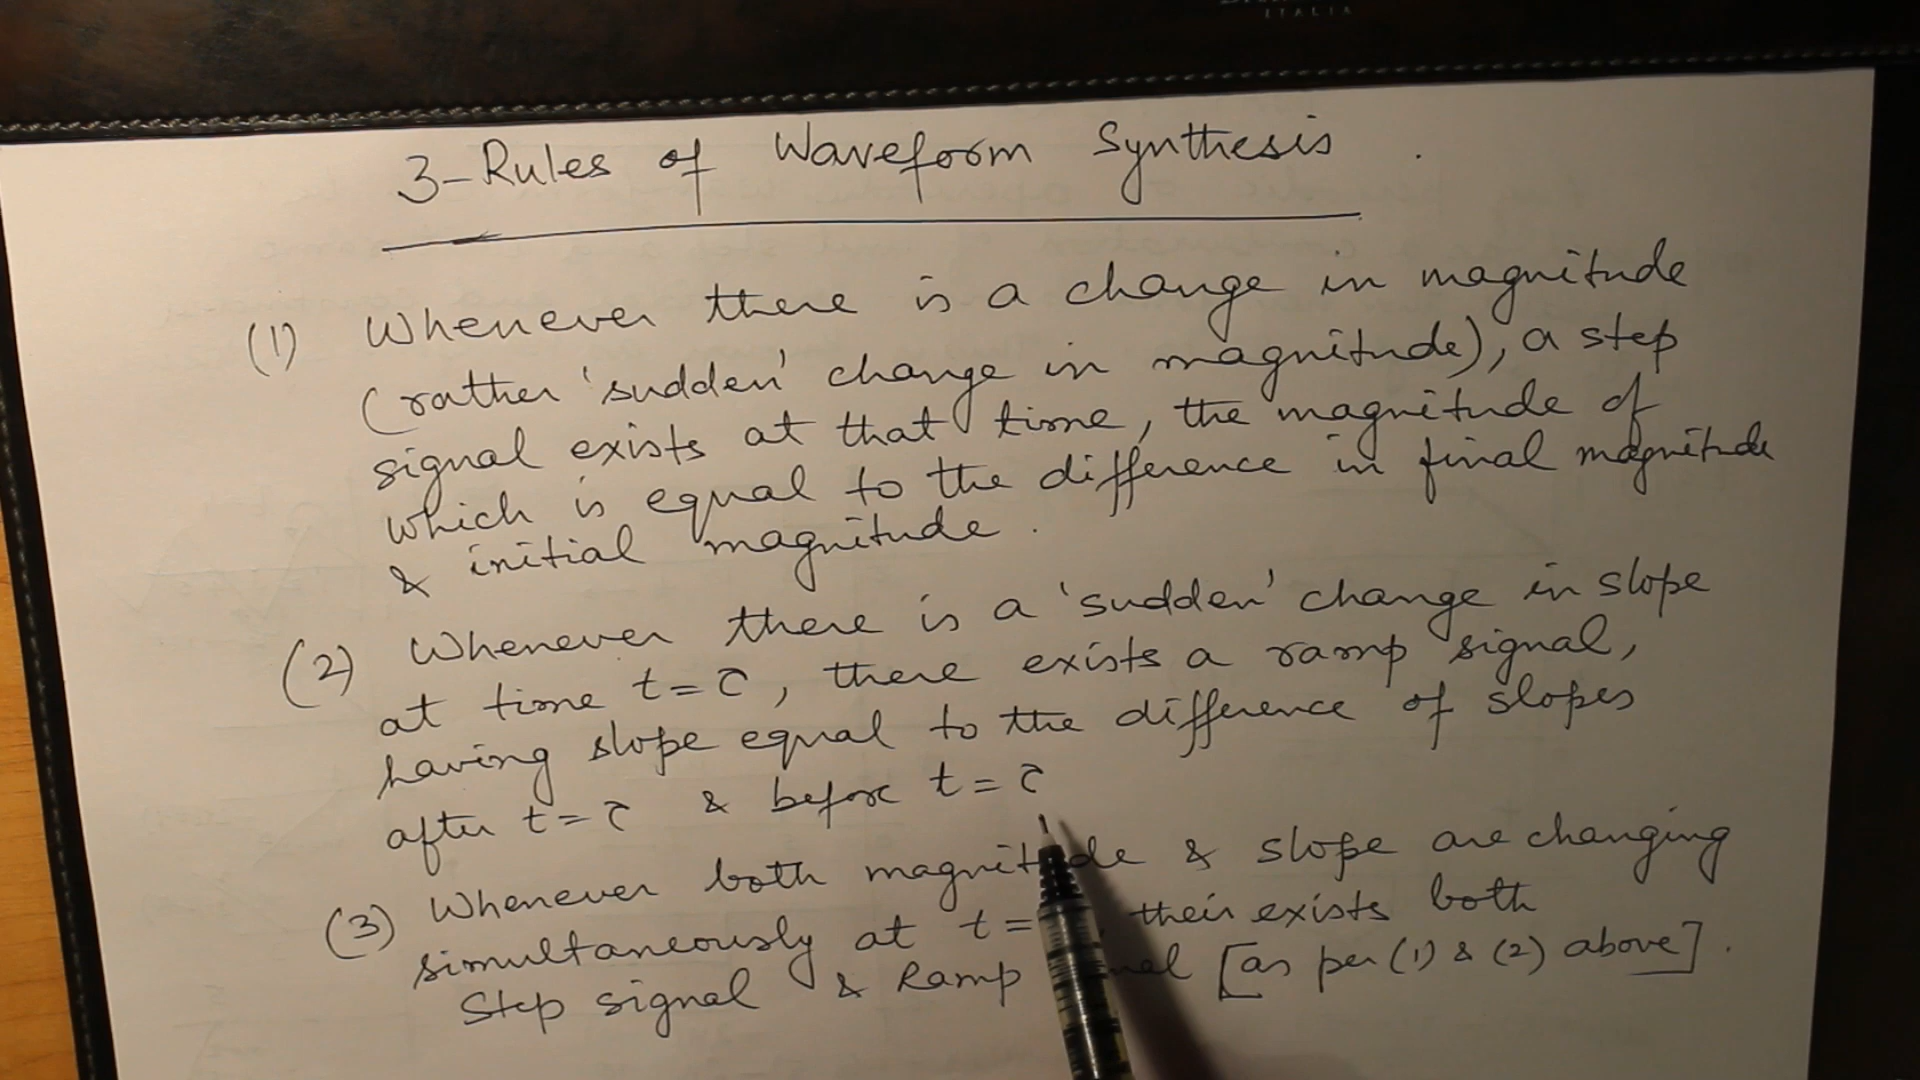 ITALIA
3-Rules of Waveform Synthesis.
(1) Whenever there is a change in magnitude
(rather 'sudden' change in magnitude), a step
signal exists at that time, the magnitude of
which is equal to the difference in final magnitude
& initial magnitude.
(2) Whenever there is a 'sudden' change in slope
at time t=τ, there exists a ramp signal,
having slope equal to the difference of slopes
after t=τ & before t=τ
(3) Whenever both magnitude & slope are changing
simultaneously at t= their exists both
Step signal & Ramp [as per (1) & (2) above].